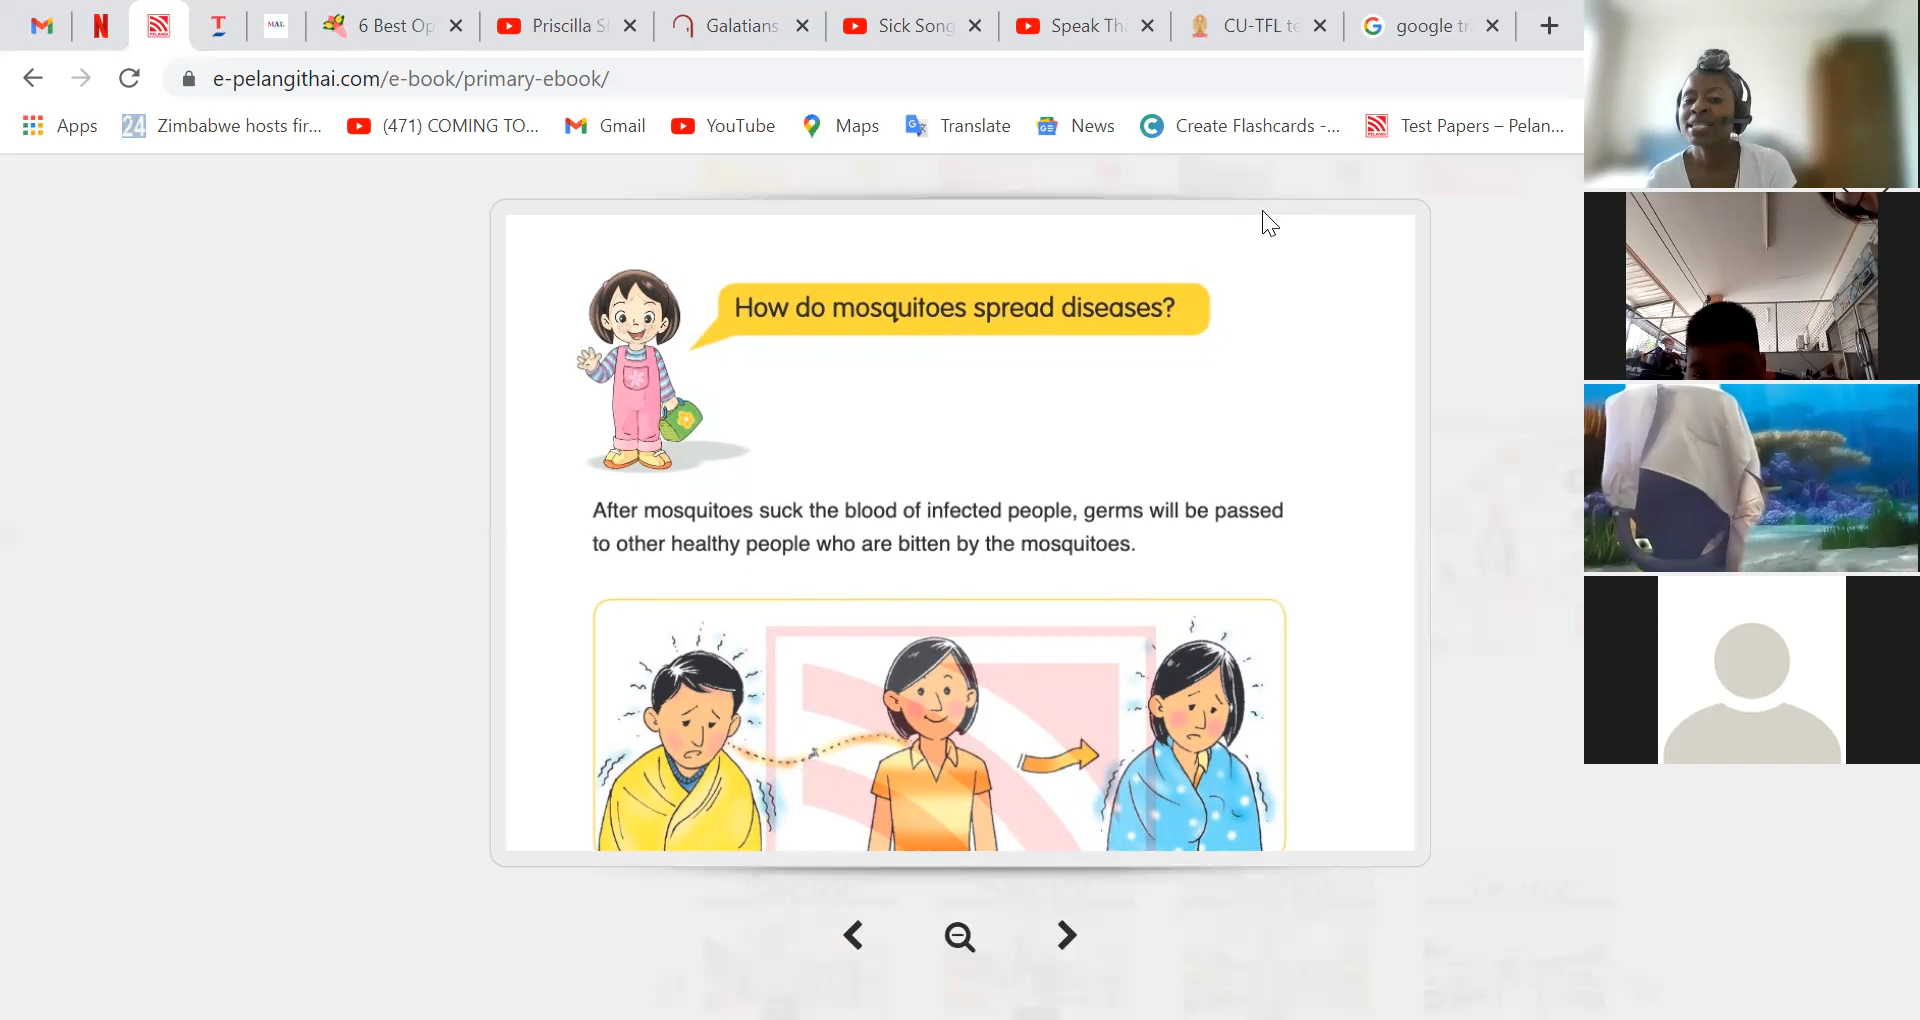 MAL
6 Best Op
Priscilla S
Galatians
Sick Song
Speak Th
CU-TFL te
google tr
e-pelangithai.com/e-book/primary-ebook/
Apps
24
Zimbabwe hosts fir...
(471) COMING TO...
Gmail
YouTube
Maps
Translate
News
Create Flashcards -...
Test Papers – Pelan...
How do mosquitoes spread diseases?
After mosquitoes suck the blood of infected people, germs will be passed
to other healthy people who are bitten by the mosquitoes.